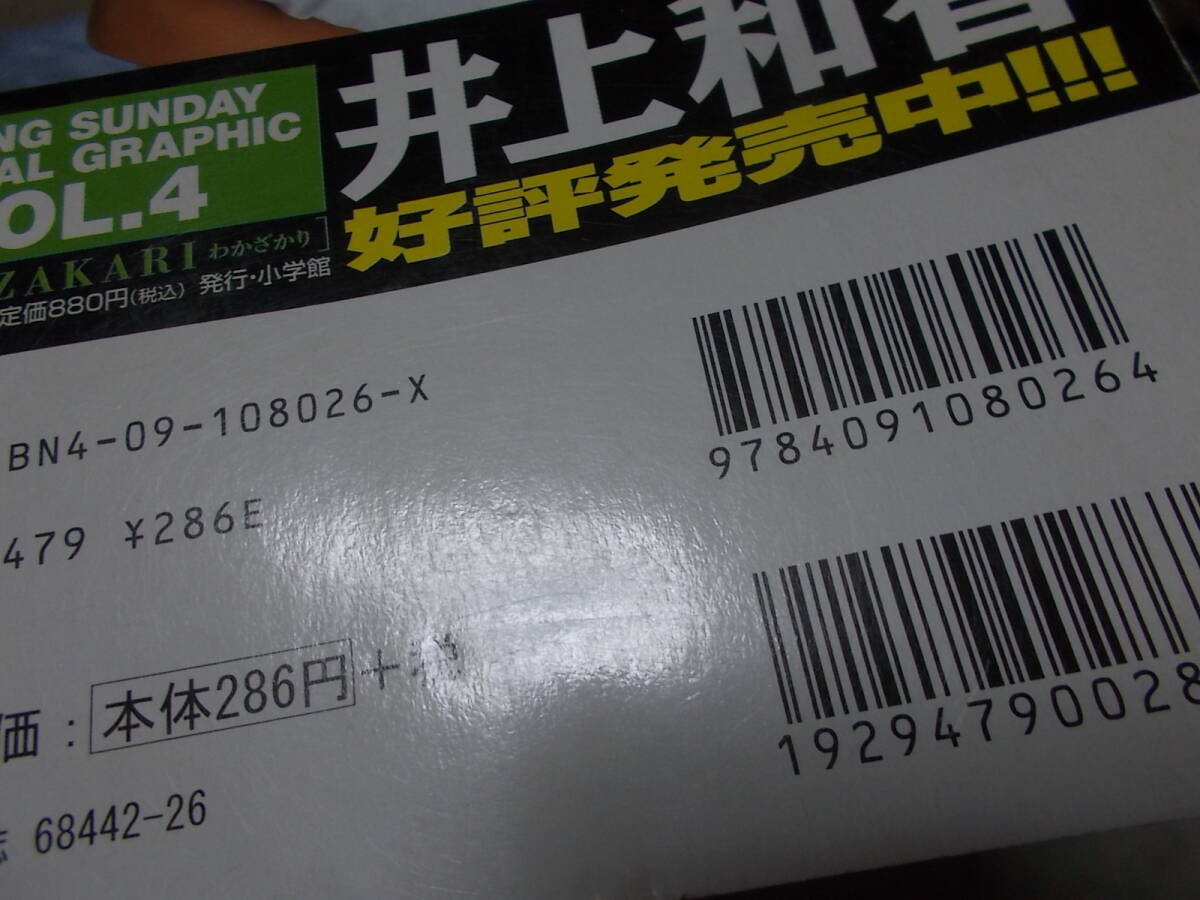 NG SUNDAY
AL GRAPHIC
OL.4
ZAKARI わかざかり]
定価880円(税込) 発行・小学館
井上和香
好評発売中!!!
BN4-09-108026-X
9784091080264
479 ¥286E
価:本体286円+税
19294790028
68442-26